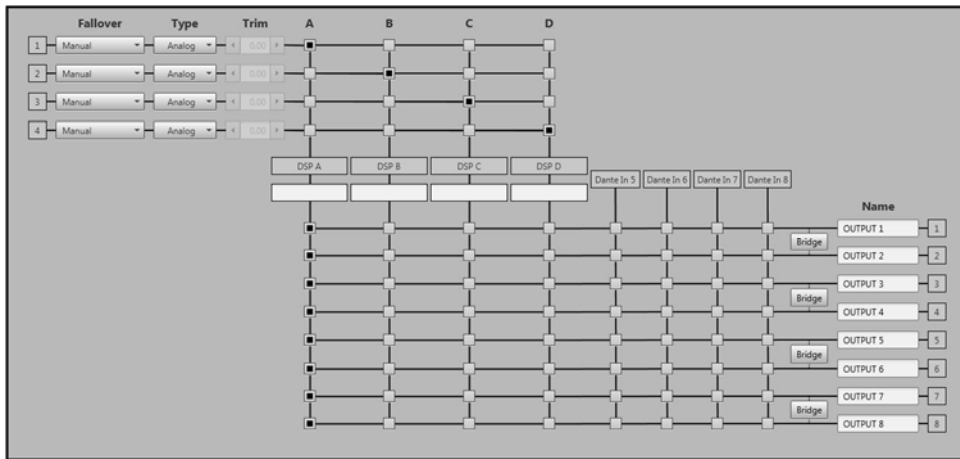 Fallover Type Trim A B C D
1 Manual Analog 0.00
2 Manual Analog 0.00
3 Manual Analog 0.00
4 Manual Analog 0.00
DSP A DSP B DSP C DSP D
Dante In 5 Dante In 6 Dante In 7 Dante In 8
Name
OUTPUT 1 1
Bridge
OUTPUT 2 2
OUTPUT 3 3
Bridge
OUTPUT 4 4
OUTPUT 5 5
Bridge
OUTPUT 6 6
OUTPUT 7 7
Bridge
OUTPUT 8 8